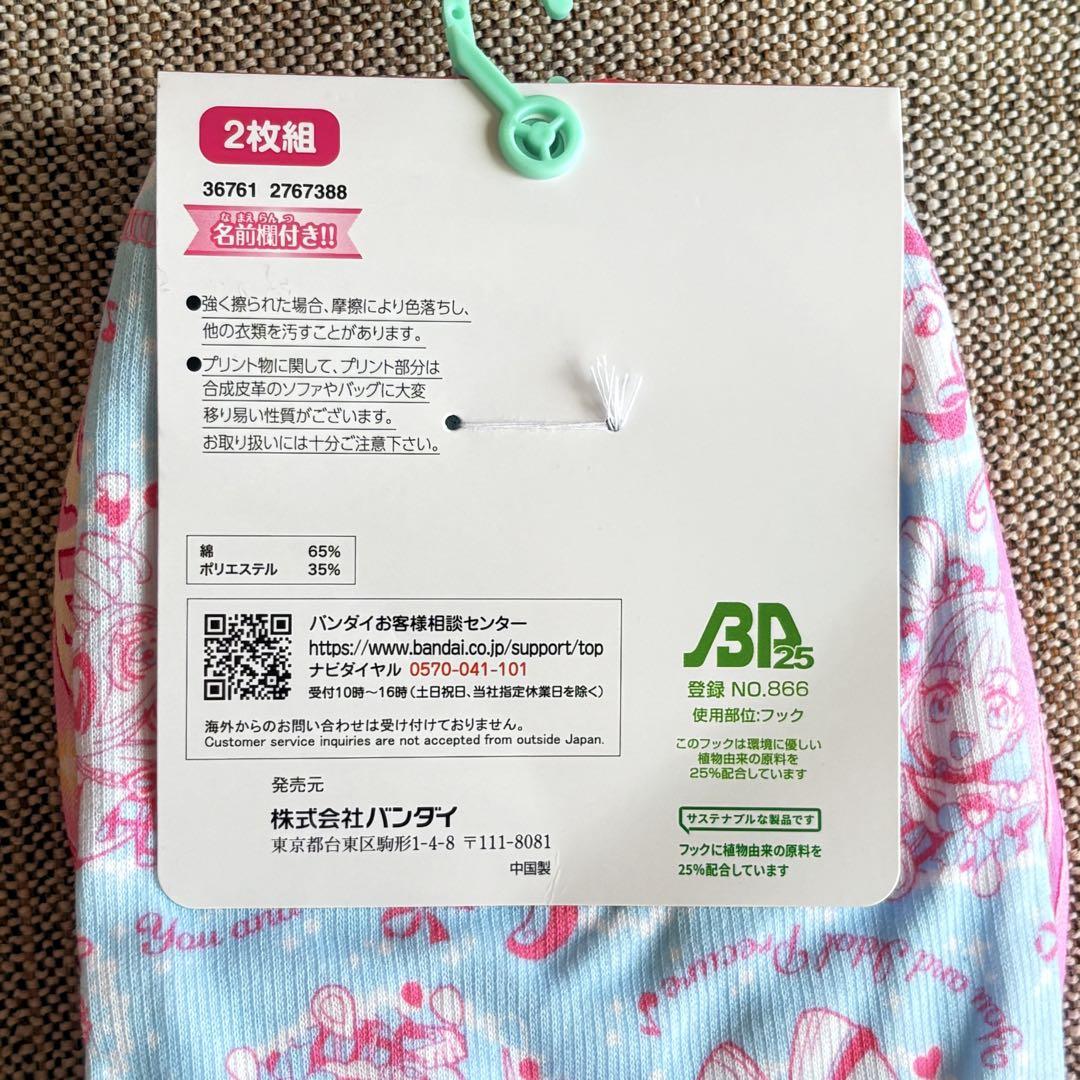 2枚組
36761 2767388
なまえらんつ
名前欄付き!!
●強く擦られた場合、摩擦により色落ちし、
他の衣類を汚すことがあります。
●プリント物に関して、プリント部分は
合成皮革のソファやバッグに大変
移り易い性質がございます。
お取り扱いには十分ご注意下さい。
綿 65%
ポリエステル 35%
バンダイお客様相談センター
https://www.bandai.co.jp/support/top
ナビダイヤル 0570-041-101
受付10時～16時(土日祝日、当社指定休業日を除く)
海外からのお問い合わせは受け付けておりません。
Customer service inquiries are not accepted from outside Japan.
発売元
株式会社バンダイ
東京都台東区駒形1-4-8 〒111-8081
中国製
BP25
登録 NO.866
使用部位:フック
このフックは環境に優しい
植物由来の原料を
25%配合しています
サステナブルな製品です
フックに植物由来の原料を
25%配合しています
You and
You and Idol Precure